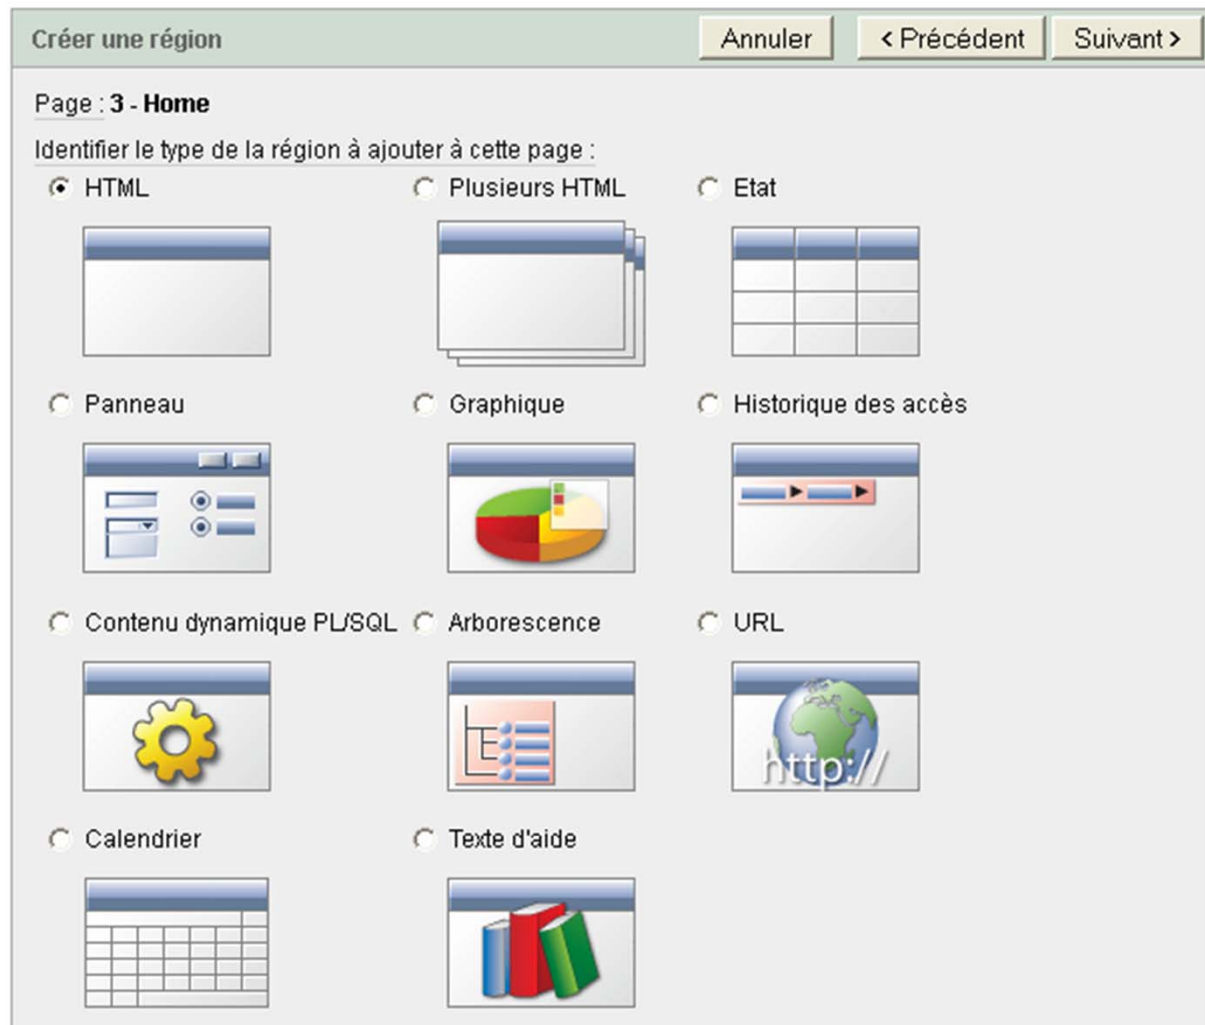 Créer une région Annuler < Précédent Suivant >
Page : 3 - Home
Identifier le type de la région à ajouter à cette page :
HTML Plusieurs HTML Etat
Panneau Graphique Historique des accès
Contenu dynamique PL/SQL Arborescence URL
http://
Calendrier Texte d'aide